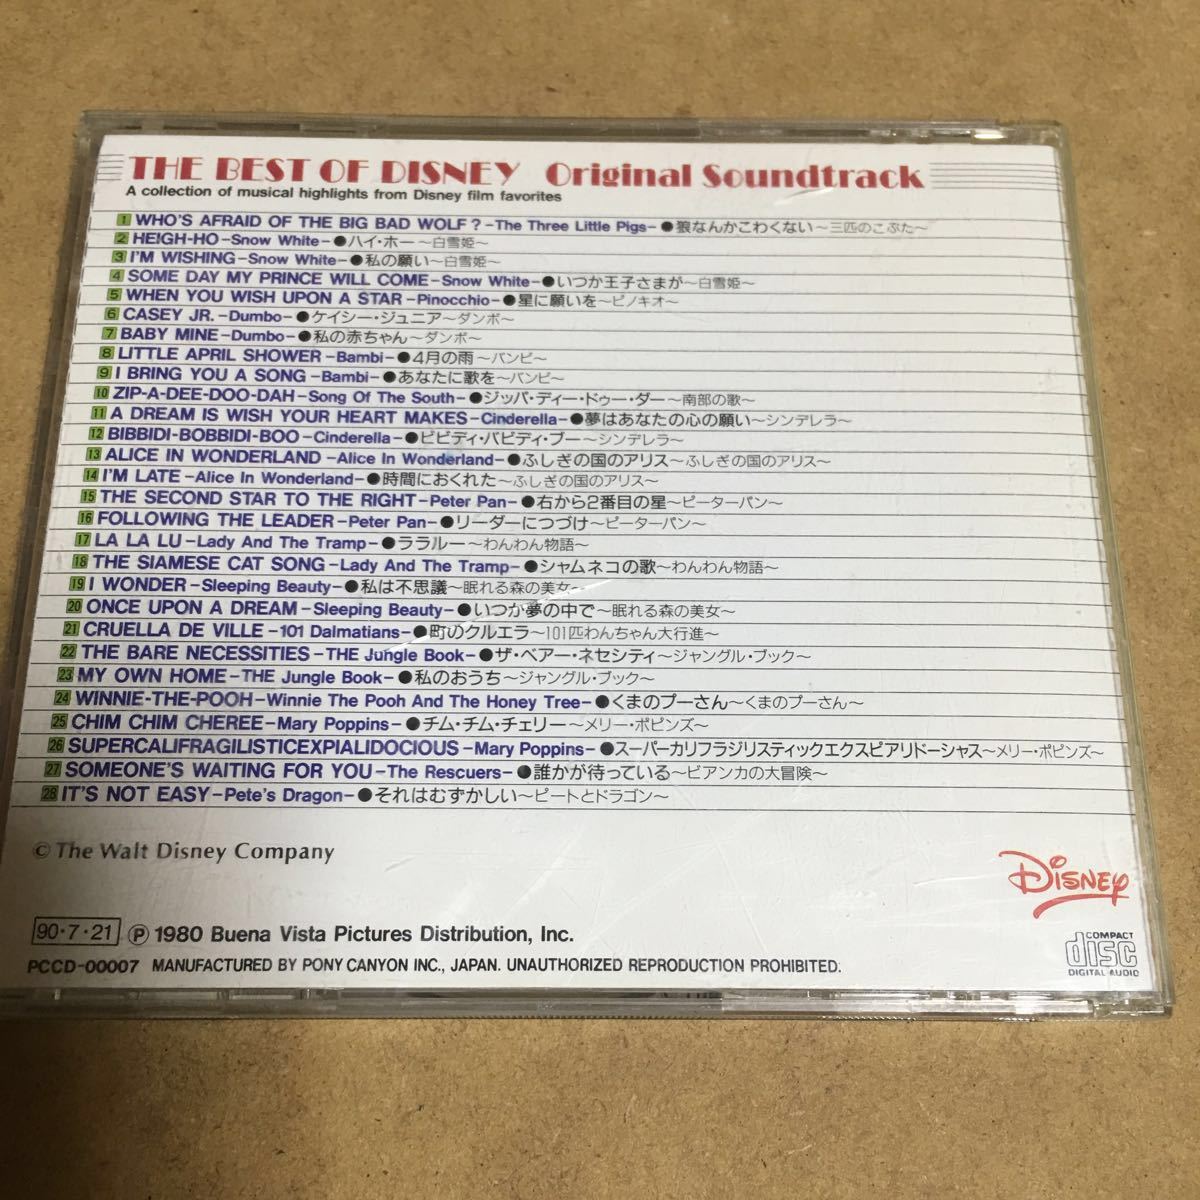 THE BEST OF DISNEY Original Soundtrack
A collection of musical highlights from Disney film favorites
1 WHO'S AFRAID OF THE BIG BAD WOLF? -The Three Little Pigs- ●狼なんかこわくない〜三匹のこぶた〜
2 HEIGH-HO -Snow White- ●ハイ・ホー〜白雪姫〜
3 I'M WISHING -Snow White- ●私の願い〜白雪姫〜
4 SOME DAY MY PRINCE WILL COME -Snow White- ●いつか王子さまが〜白雪姫〜
5 WHEN YOU WISH UPON A STAR -Pinocchio- ●星に願いを〜ピノキオ〜
6 CASEY JR. -Dumbo- ●ケイシー・ジュニア〜ダンボ〜
7 BABY MINE -Dumbo- ●私の赤ちゃん〜ダンボ〜
8 LITTLE APRIL SHOWER -Bambi- ●4月の雨〜バンビ〜
9 I BRING YOU A SONG -Bambi- ●あなたに歌を〜バンビ〜
10 ZIP-A-DEE-DOO-DAH -Song Of The South- ●ジッパ・ディー・ドゥー・ダー〜南部の歌〜
11 A DREAM IS WISH YOUR HEART MAKES -Cinderella- ●夢はあなたの心の願い〜シンデレラ〜
12 BIBBIDI-BOBBIDI-BOO -Cinderella- ●ビビディ・バビディ・ブー〜シンデレラ〜
13 ALICE IN WONDERLAND -Alice In Wonderland- ●ふしぎの国のアリス〜ふしぎの国のアリス〜
14 I'M LATE -Alice In Wonderland- ●時間におくれた〜ふしぎの国のアリス〜
15 THE SECOND STAR TO THE RIGHT -Peter Pan- ●右から2番目の星〜ピーターパン〜
16 FOLLOWING THE LEADER -Peter Pan- ●リーダーにつづけ〜ピーターパン〜
17 LA LA LU -Lady And The Tramp- ●ララルー〜わんわん物語〜
18 THE SIAMESE CAT SONG -Lady And The Tramp- ●シャムネコの歌〜わんわん物語〜
19 I WONDER -Sleeping Beauty- ●私は不思議〜眠れる森の美女〜
20 ONCE UPON A DREAM -Sleeping Beauty- ●いつか夢の中で〜眠れる森の美女〜
21 CRUELLA DE VILLE -101 Dalmatians- ●町のクルエラ〜101匹わんちゃん大行進〜
22 THE BARE NECESSITIES -THE Jungle Book- ●ザ・ベアー・ネセシティ〜ジャングル・ブック〜
23 MY OWN HOME -THE Jungle Book- ●私のおうち〜ジャングル・ブック〜
24 WINNIE-THE-POOH -Winnie The Pooh And The Honey Tree- ●くまのプーさん〜くまのプーさん〜
25 CHIM CHIM CHEREE -Mary Poppins- ●チム・チム・チェリー〜メリー・ポピンズ〜
26 SUPERCALIFRAGILISTICEXPIALIDOCIOUS -Mary Poppins- ●スーパーカリフラジリスティックエクスピアリドーシャス〜メリー・ポピンズ〜
27 SOMEONE'S WAITING FOR YOU -The Rescuers- ●誰かが待っている〜ビアンカの大冒険〜
28 IT'S NOT EASY -Pete's Dragon- ●それはむずかしい〜ピートとドラゴン〜
© The Walt Disney Company
DISNEY
90・7・21 ℗ 1980 Buena Vista Pictures Distribution, Inc.
PCCD-00007 MANUFACTURED BY PONY CANYON INC., JAPAN. UNAUTHORIZED REPRODUCTION PROHIBITED.
COMPACT
disc
DIGITAL AUDIO